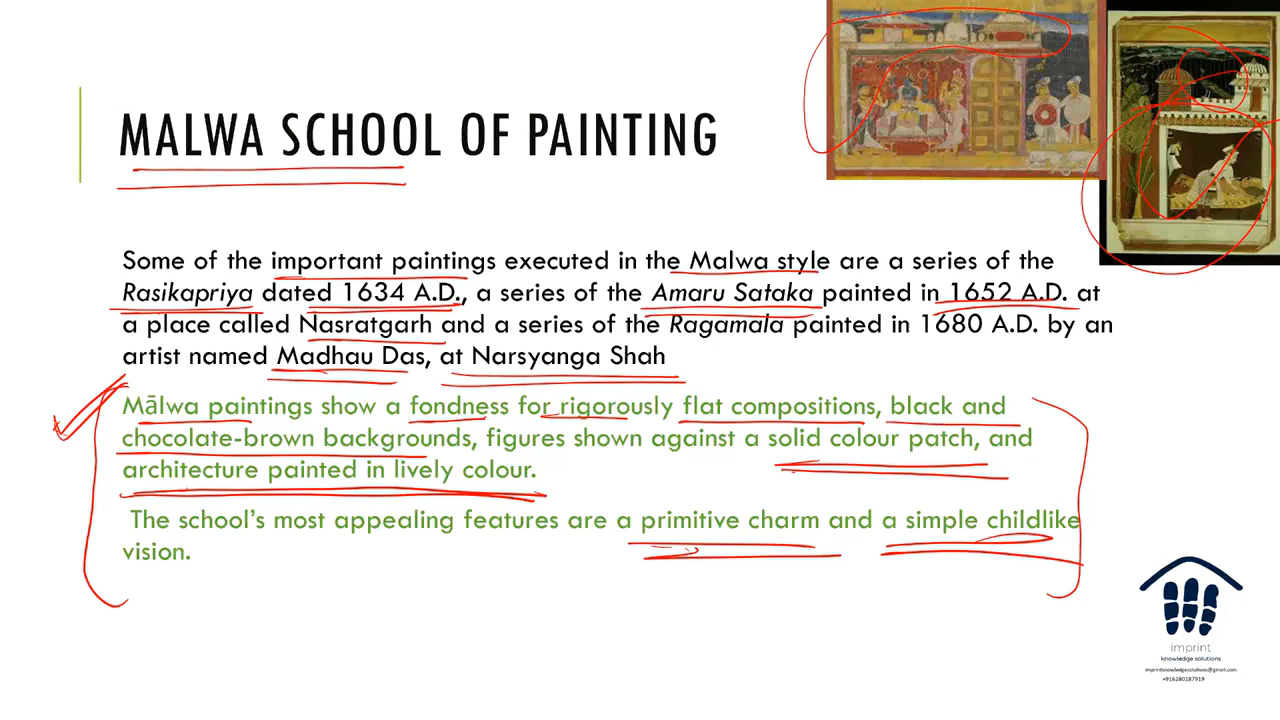 MALWA SCHOOL OF PAINTING
Some of the important paintings executed in the Malwa style are a series of the
Rasikapriya dated 1634 A.D., a series of the Amaru Sataka painted in 1652 A.D. at
a place called Nasratgarh and a series of the Ragamala painted in 1680 A.D. by an
artist named Madhau Das, at Narsyanga Shah
Mālwa paintings show a fondness for rigorously flat compositions, black and
chocolate-brown backgrounds, figures shown against a solid colour patch, and
architecture painted in lively colour.
The school's most appealing features are a primitive charm and a simple childlike
vision.
imprint
knowledge solutions
imprintknowledgesolutions@gmail.com
+916280187919